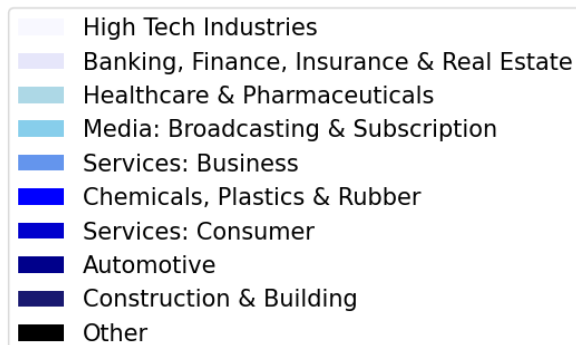 High Tech Industries
Banking, Finance, Insurance & Real Estate
Healthcare & Pharmaceuticals
Media: Broadcasting & Subscription
Services: Business
Chemicals, Plastics & Rubber
Services: Consumer
Automotive
Construction & Building
Other